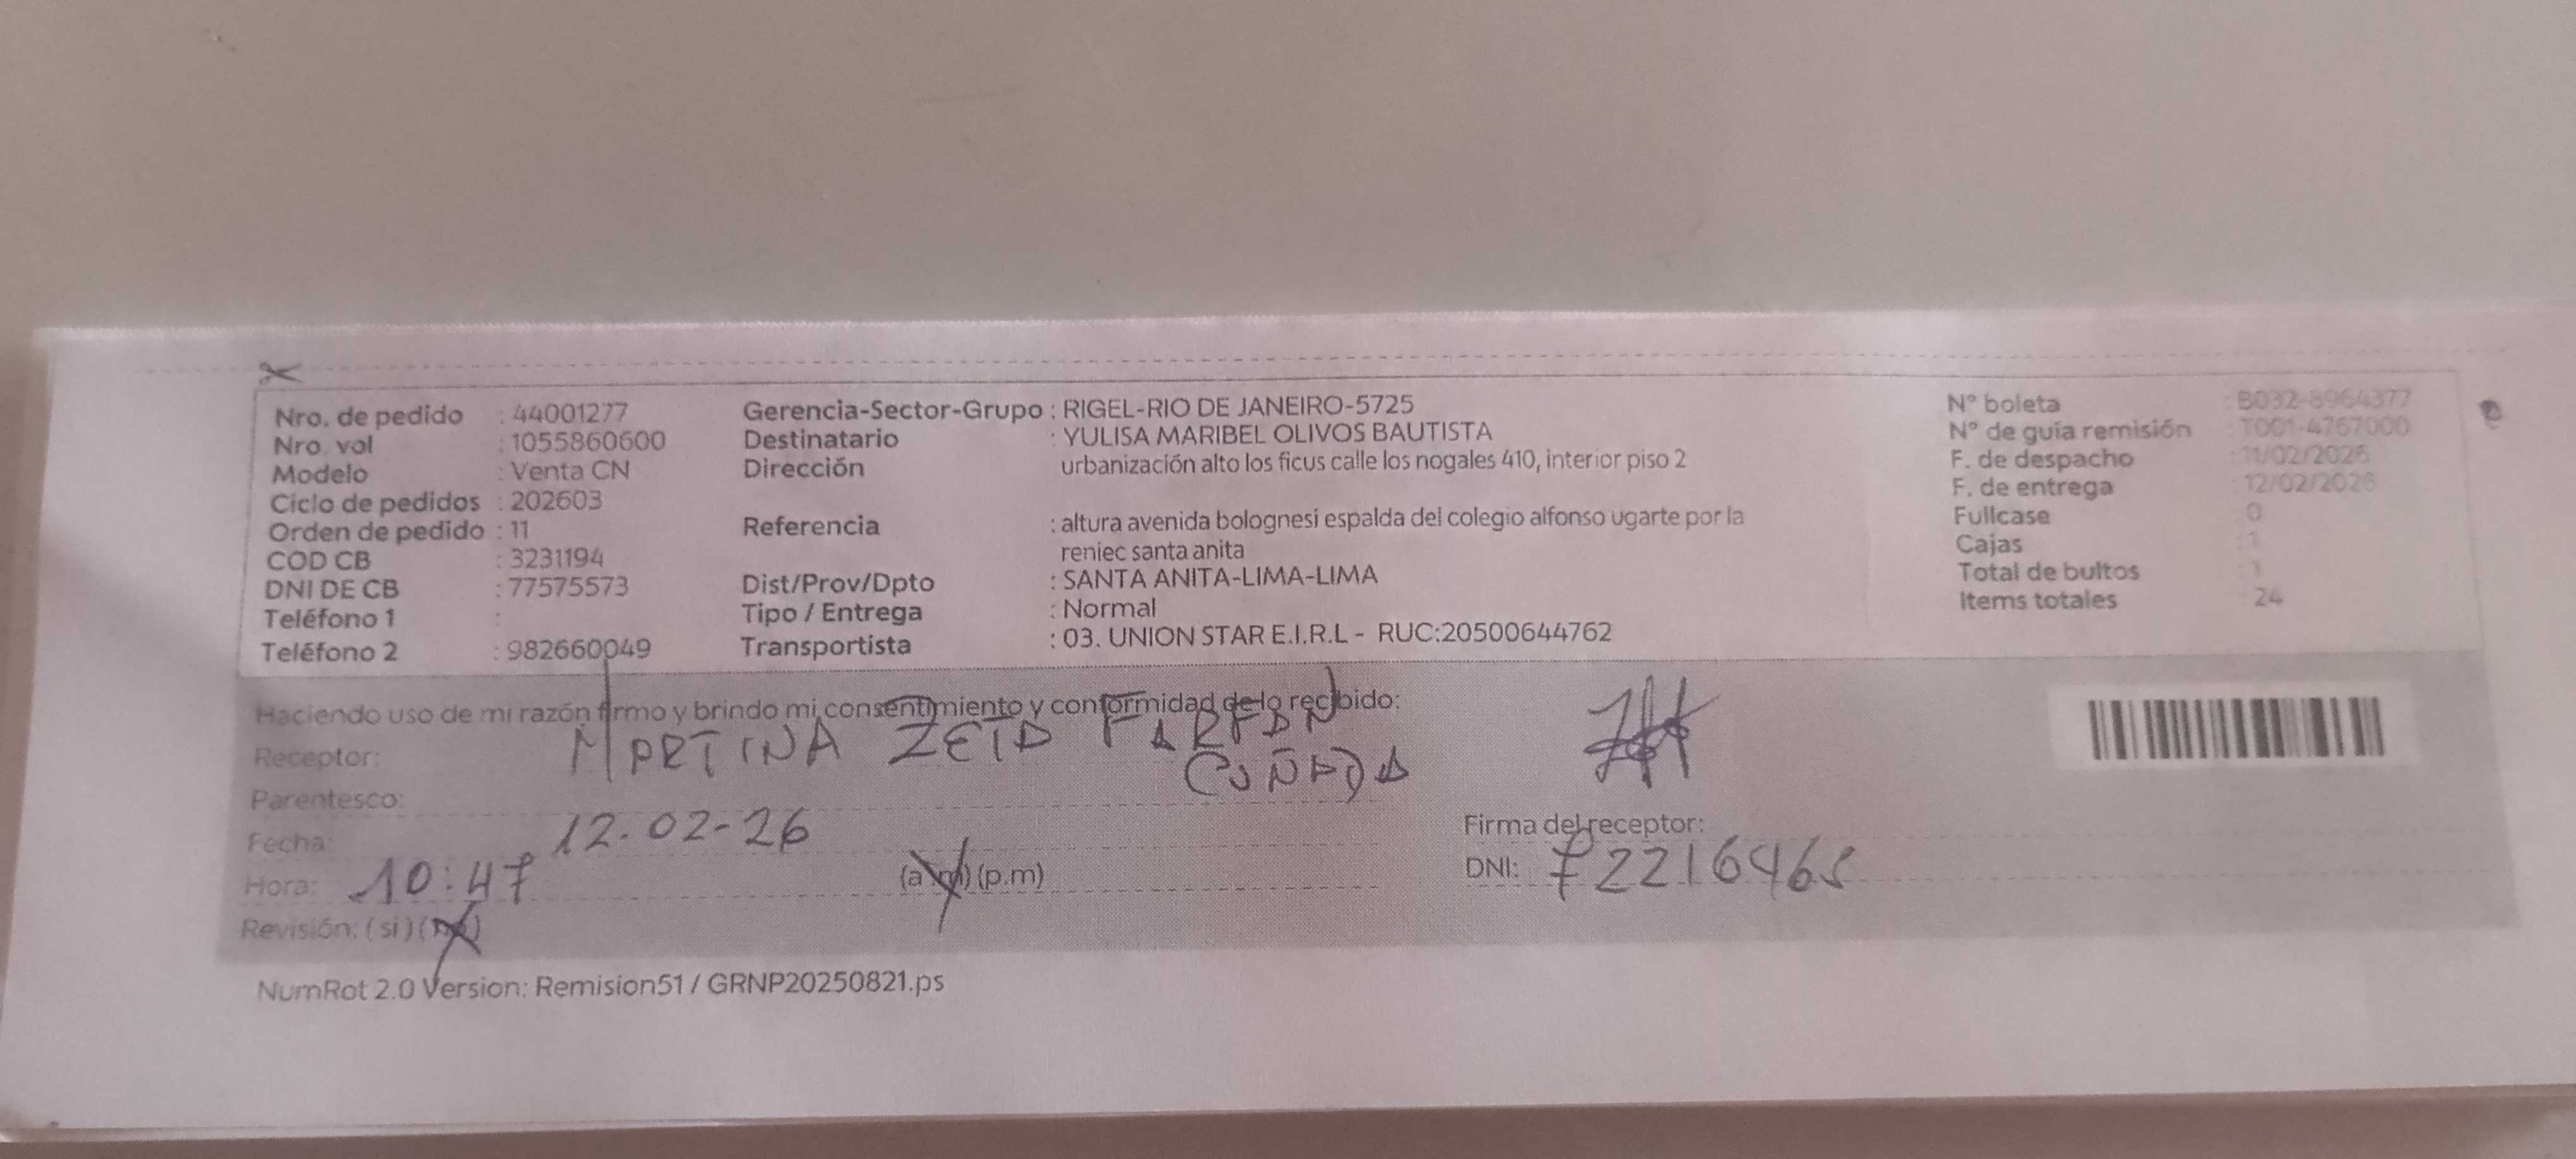 Nro. de pedido : 44001277
Nro. vol : 1055860600
Modelo : Venta CN
Ciclo de pedidos : 202603
Orden de pedido : 11
COD CB : 3231194
DNI DE CB : 77575573
Teléfono 1 :
Teléfono 2 : 982660049
Gerencia-Sector-Grupo : RIGEL-RIO DE JANEIRO-5725
Destinatario : YULISA MARIBEL OLIVOS BAUTISTA
Dirección urbanización alto los ficus calle los nogales 410, interior piso 2
Referencia : altura avenida bolognesi espalda del colegio alfonso ugarte por la
reniec santa anita
Dist/Prov/Dpto : SANTA ANITA-LIMA-LIMA
Tipo / Entrega : Normal
Transportista : 03. UNION STAR E.I.R.L - RUC:20500644762
N° boleta : B032-8964377
N° de guía remisión : T001-4767000
F. de despacho : 11/02/2026
F. de entrega : 12/02/2026
Fullcase : 0
Cajas : 1
Total de bultos : 1
Items totales : 24
Haciendo uso de mi razón firmo y brindo mi consentimiento y conformidad de lo recibido:
Receptor: MARTINA ZETA FARFAN
Parentesco: CUÑADA
Fecha: 12-02-26
Hora: 10:47 (a.m) (p.m)
Revisión: (si) (no)
Firma del receptor:
DNI: 72216465
NumRot 2.0 Version: Remision51 / GRNP20250821.ps